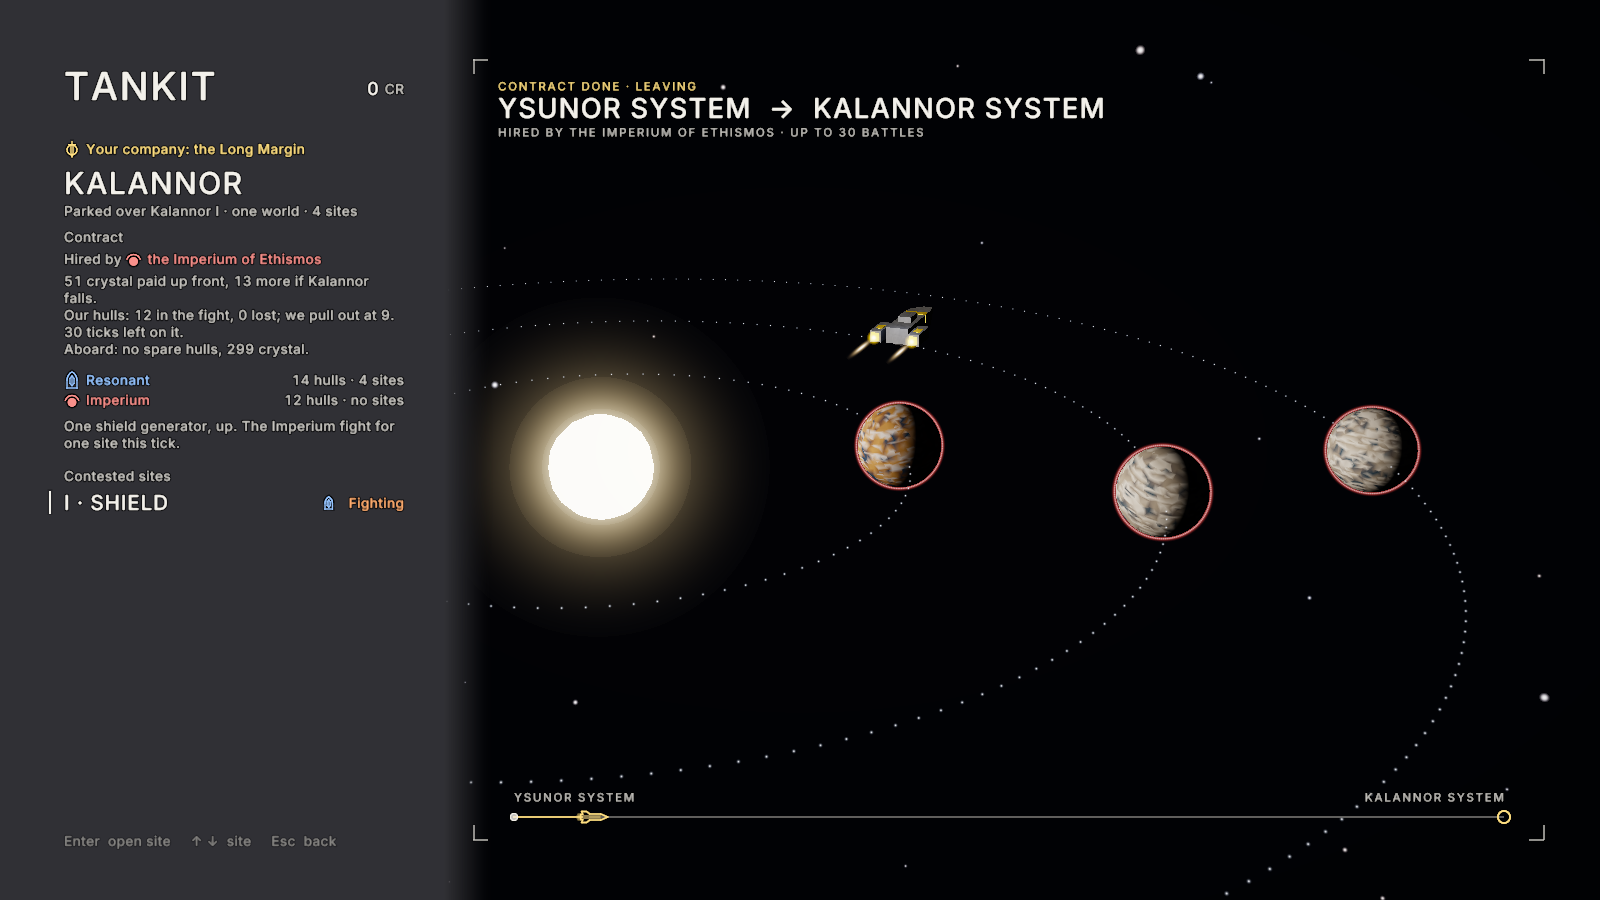 TANKIT
0 CR
Your company: the Long Margin
KALANNOR
Parked over Kalannor I · one world · 4 sites
Contract
Hired by the Imperium of Ethismos
51 crystal paid up front, 13 more if Kalannor
falls.
Our hulls: 12 in the fight, 0 lost; we pull out at 9.
30 ticks left on it.
Aboard: no spare hulls, 299 crystal.
Resonant 14 hulls · 4 sites
Imperium 12 hulls · no sites
One shield generator, up. The Imperium fight for
one site this tick.
Contested sites
I · SHIELD Fighting
Enter open site ↑ ↓ site Esc back
CONTRACT DONE · LEAVING
YSUNOR SYSTEM → KALANNOR SYSTEM
HIRED BY THE IMPERIUM OF ETHISMOS · UP TO 30 BATTLES
YSUNOR SYSTEM
KALANNOR SYSTEM